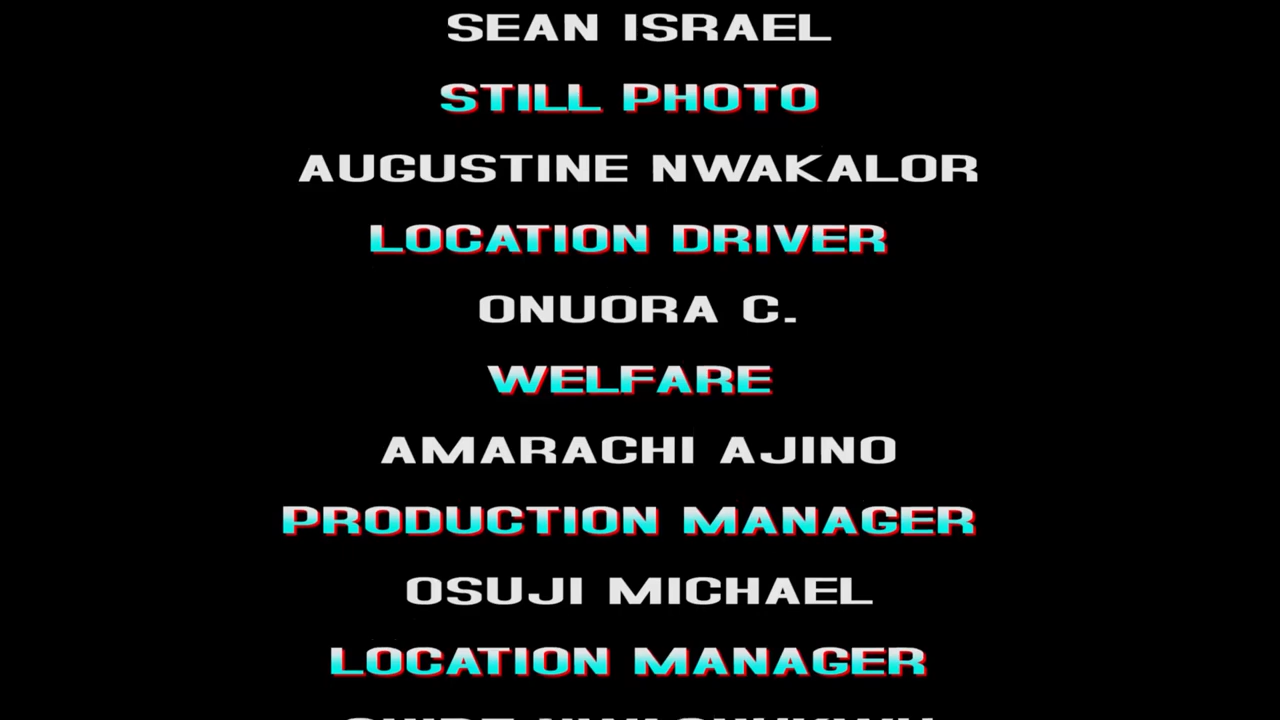 SEAN ISRAEL
STILL PHOTO
AUGUSTINE NWAKALOR
LOCATION DRIVER
ONUORA C.
WELFARE
AMARACHI AJINO
PRODUCTION MANAGER
OSUJI MICHAEL
LOCATION MANAGER